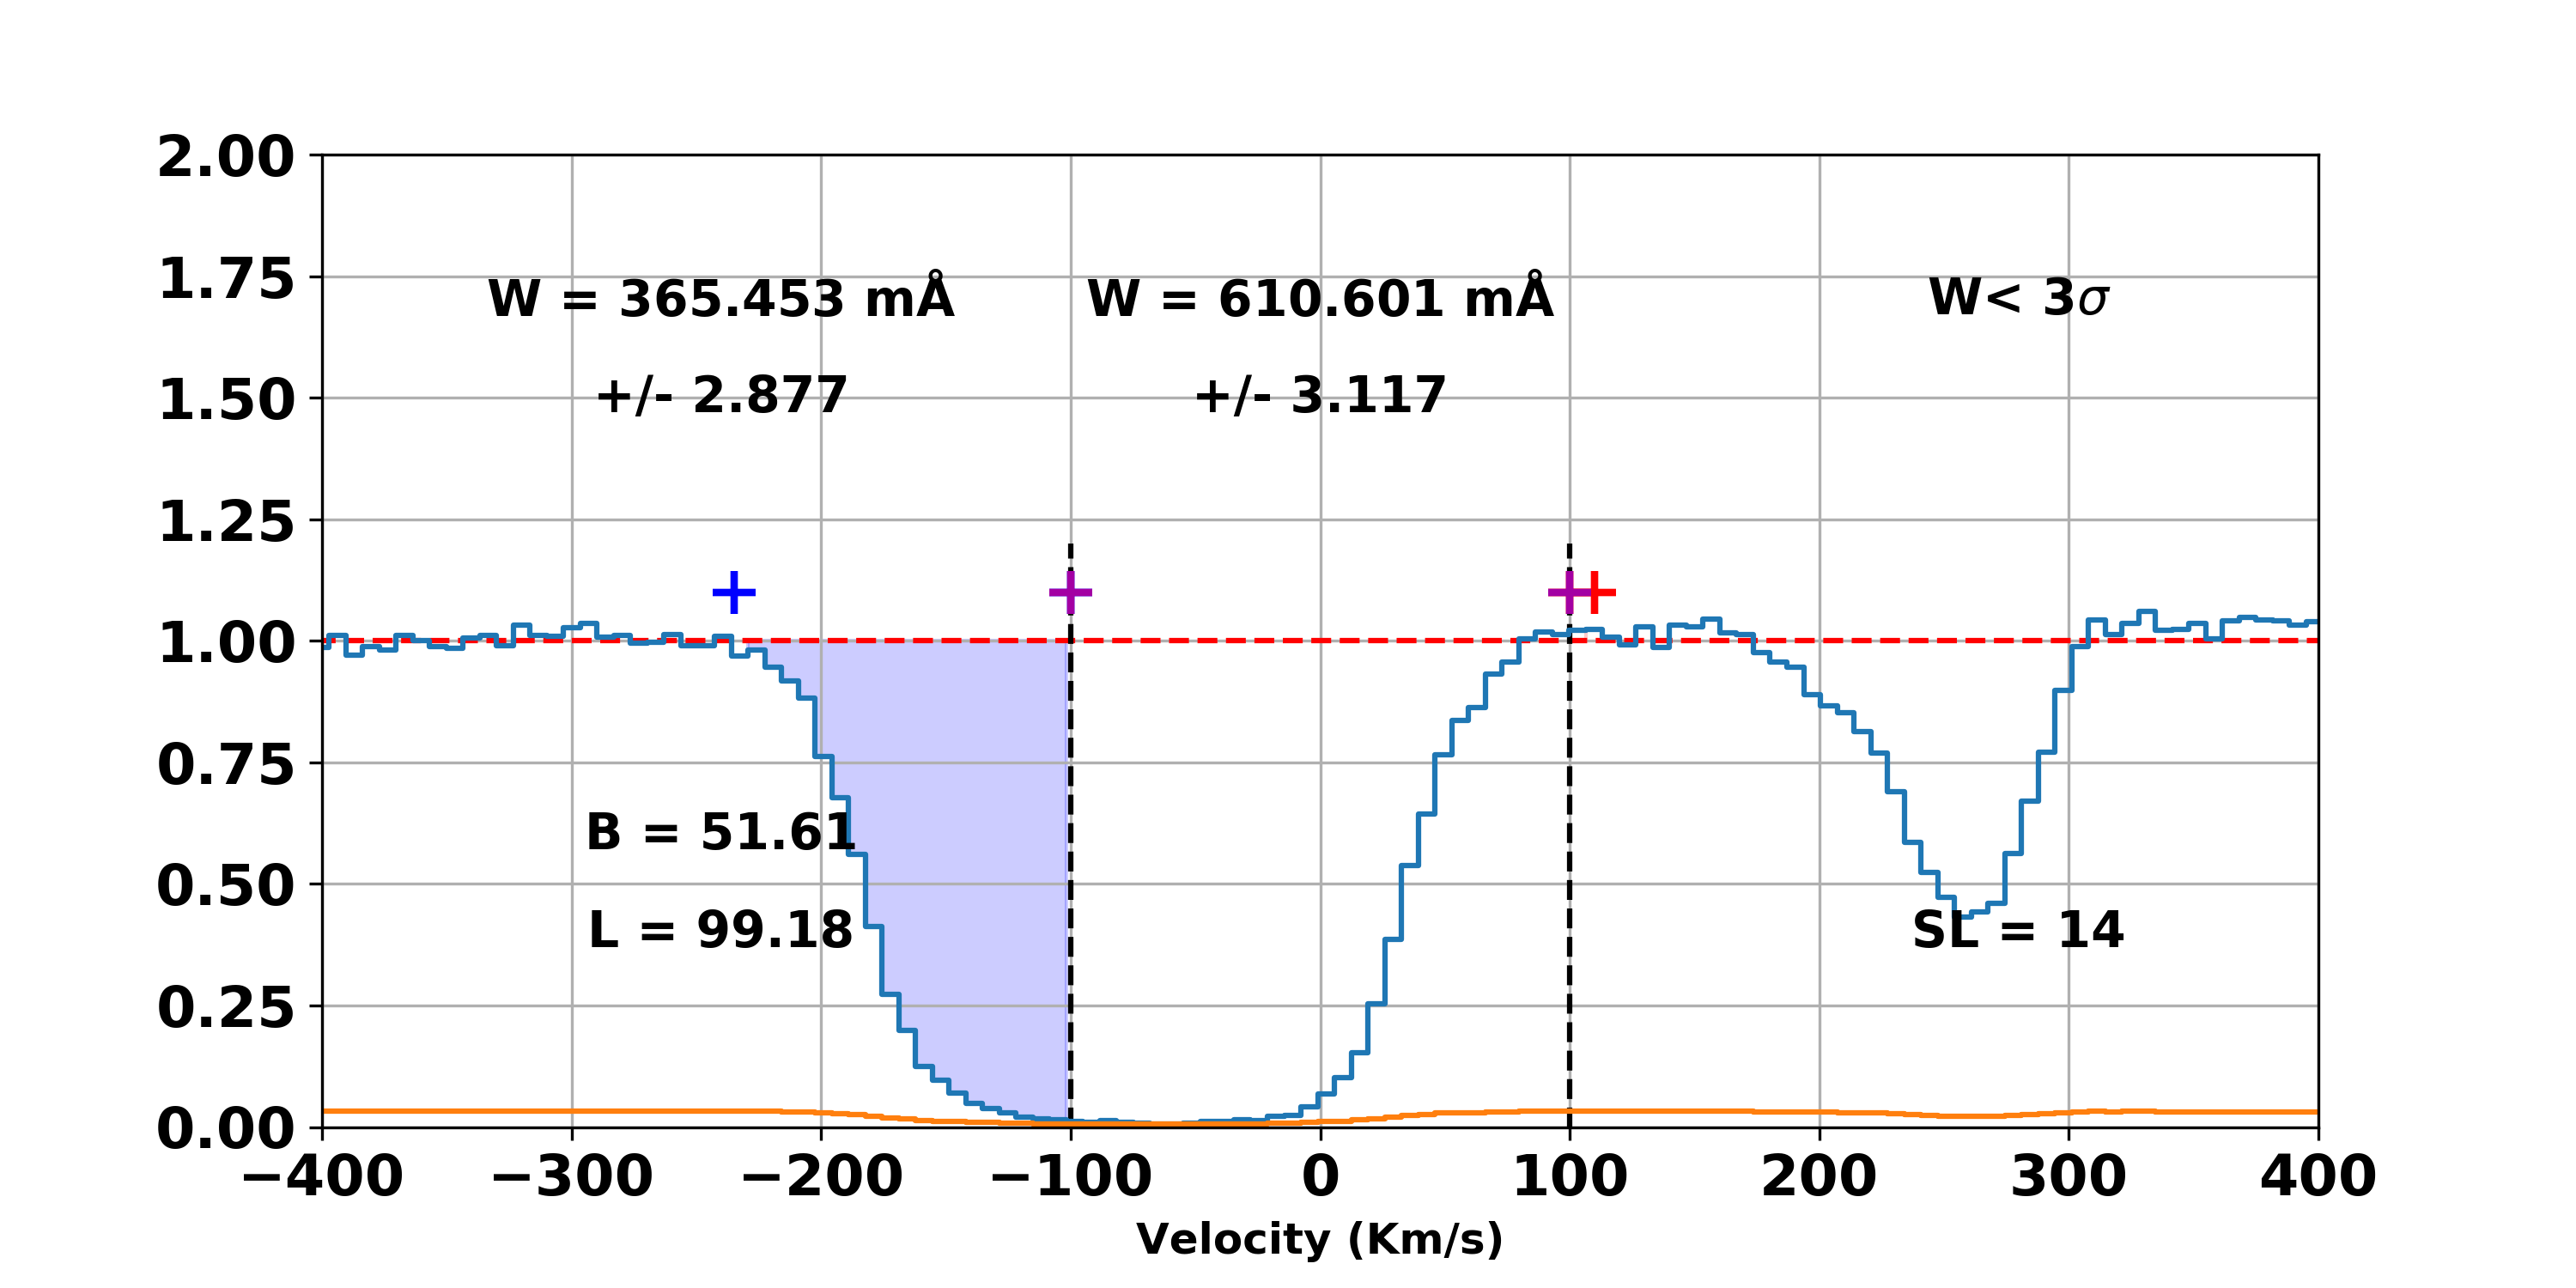 2.00
1.75
1.50
1.25
1.00
0.75
0.50
0.25
0.00
W = 365.453 mÅ
+/- 2.877
W = 610.601 mÅ
+/- 3.117
W< 3σ
B = 51.61
L = 99.18
SL = 14
−400 −300 −200 −100 0 100 200 300 400
Velocity (Km/s)